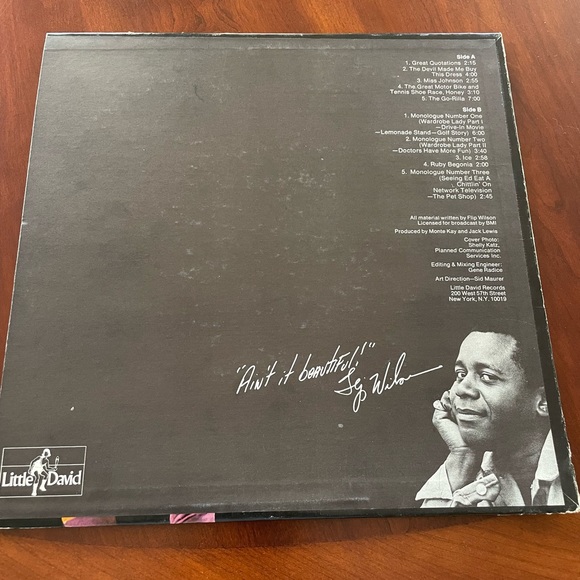 Side A
1. Great Quotations 2:15
2. The Devil Made Me Buy
This Dress 4:00
3. Miss Johnson 2:55
4. The Great Motor Bike and
Tennis Shoe Race, Honey 3:10
5. The Go-Rilla 7:00
Side B
1. Monologue Number One
(Wardrobe Lady Part I
—Drive-In Movie
—Lemonade Stand—Golf Story) 6:00
2. Monologue Number Two
(Wardrobe Lady Part II
—Doctors Have More Fun) 3:40
3. Ice 2:58
4. Ruby Begonia 2:00
5. Monologue Number Three
(Seeing Ed Eat A
Chittlin' On
Network Television
—The Pet Shop) 2:45
All material written by Flip Wilson
Licensed for broadcast by BMI
Produced by Monte Kay and Jack Lewis
Cover Photo:
Shelly Katz,
Planned Communication
Services Inc.
Editing & Mixing Engineer:
Gene Radice
Art Direction—Sid Maurer
Little David Records
200 West 57th Street
New York, N.Y. 10019
"Ain't it beautiful!"
Flip Wilson
Little David